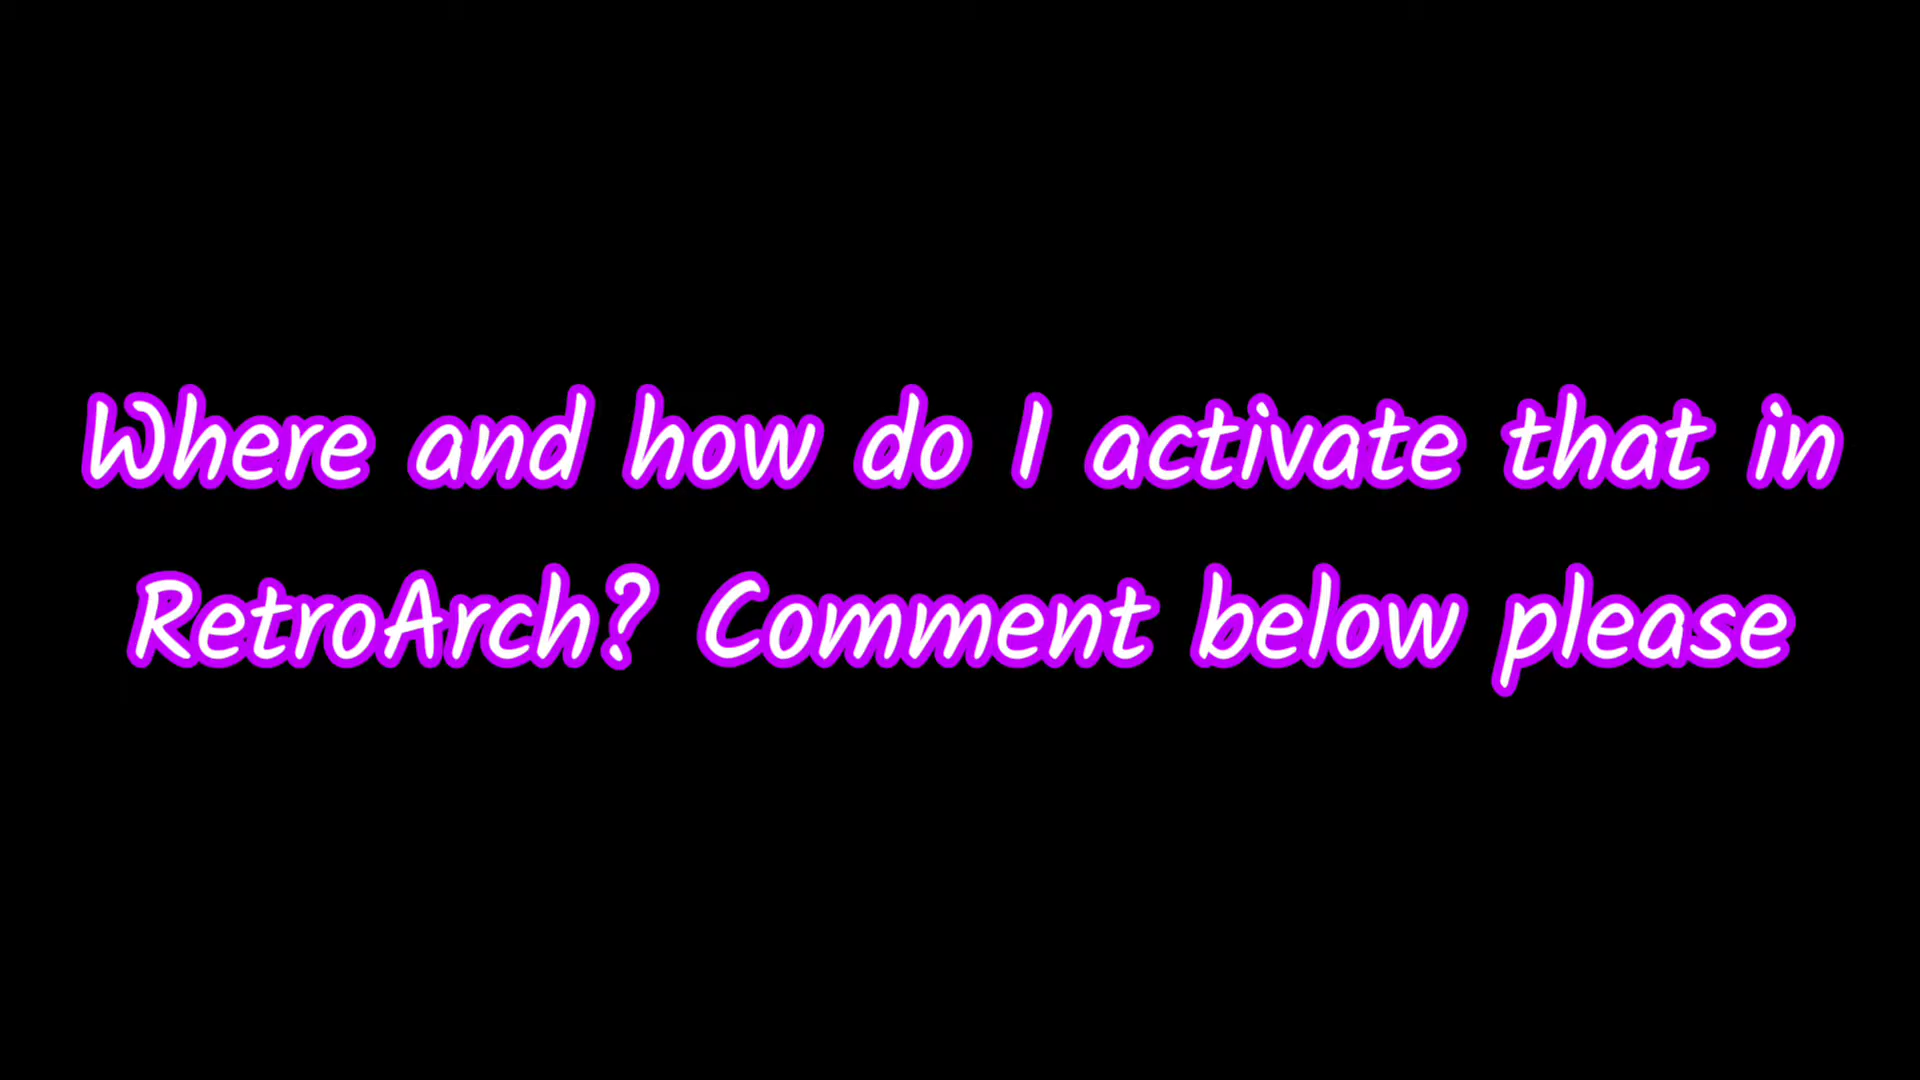 Where and how do I activate that in
RetroArch? Comment below please